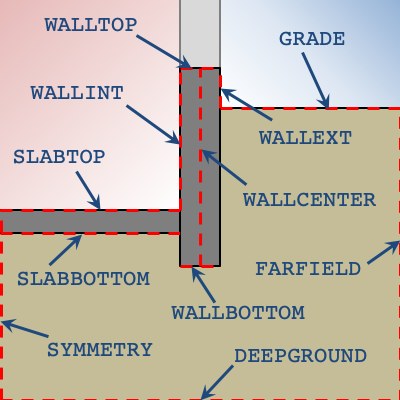 WALLTOP
GRADE
WALLINT
WALLEXT
SLABTOP
WALLCENTER
FARFIELD
SLABBOTTOM
WALLBOTTOM
SYMMETRY
DEEPGROUND